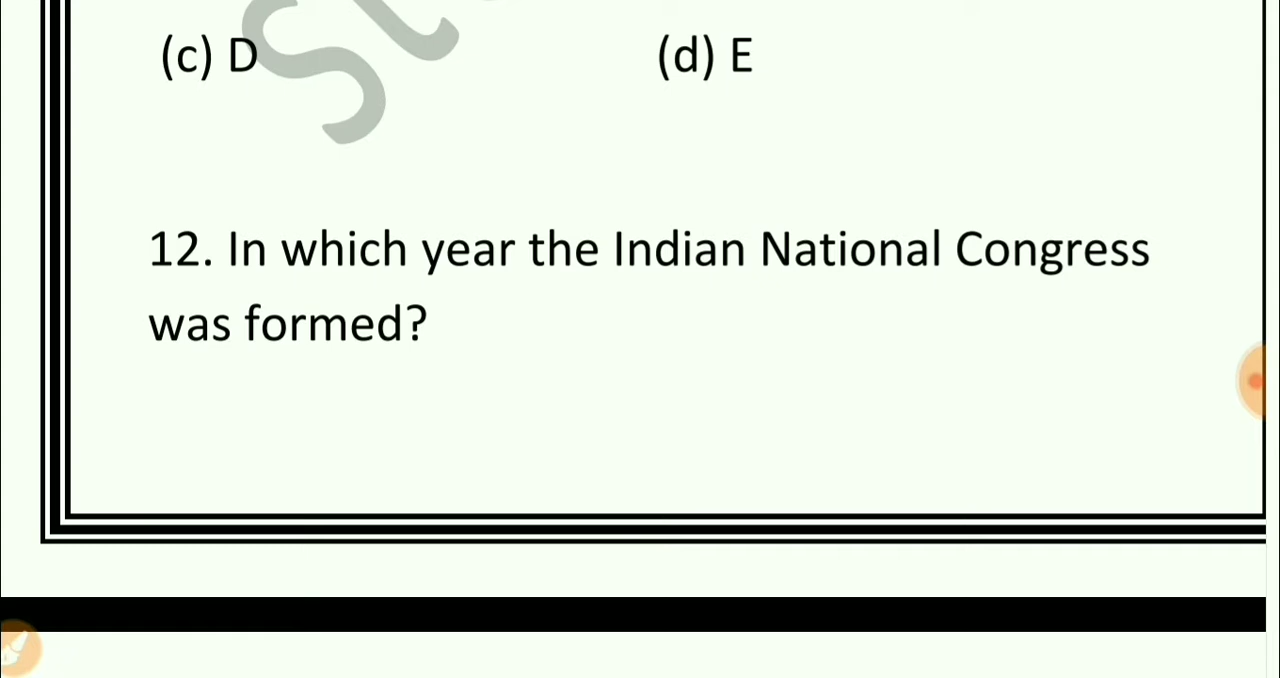 (c) D (d) E
12. In which year the Indian National Congress
was formed?